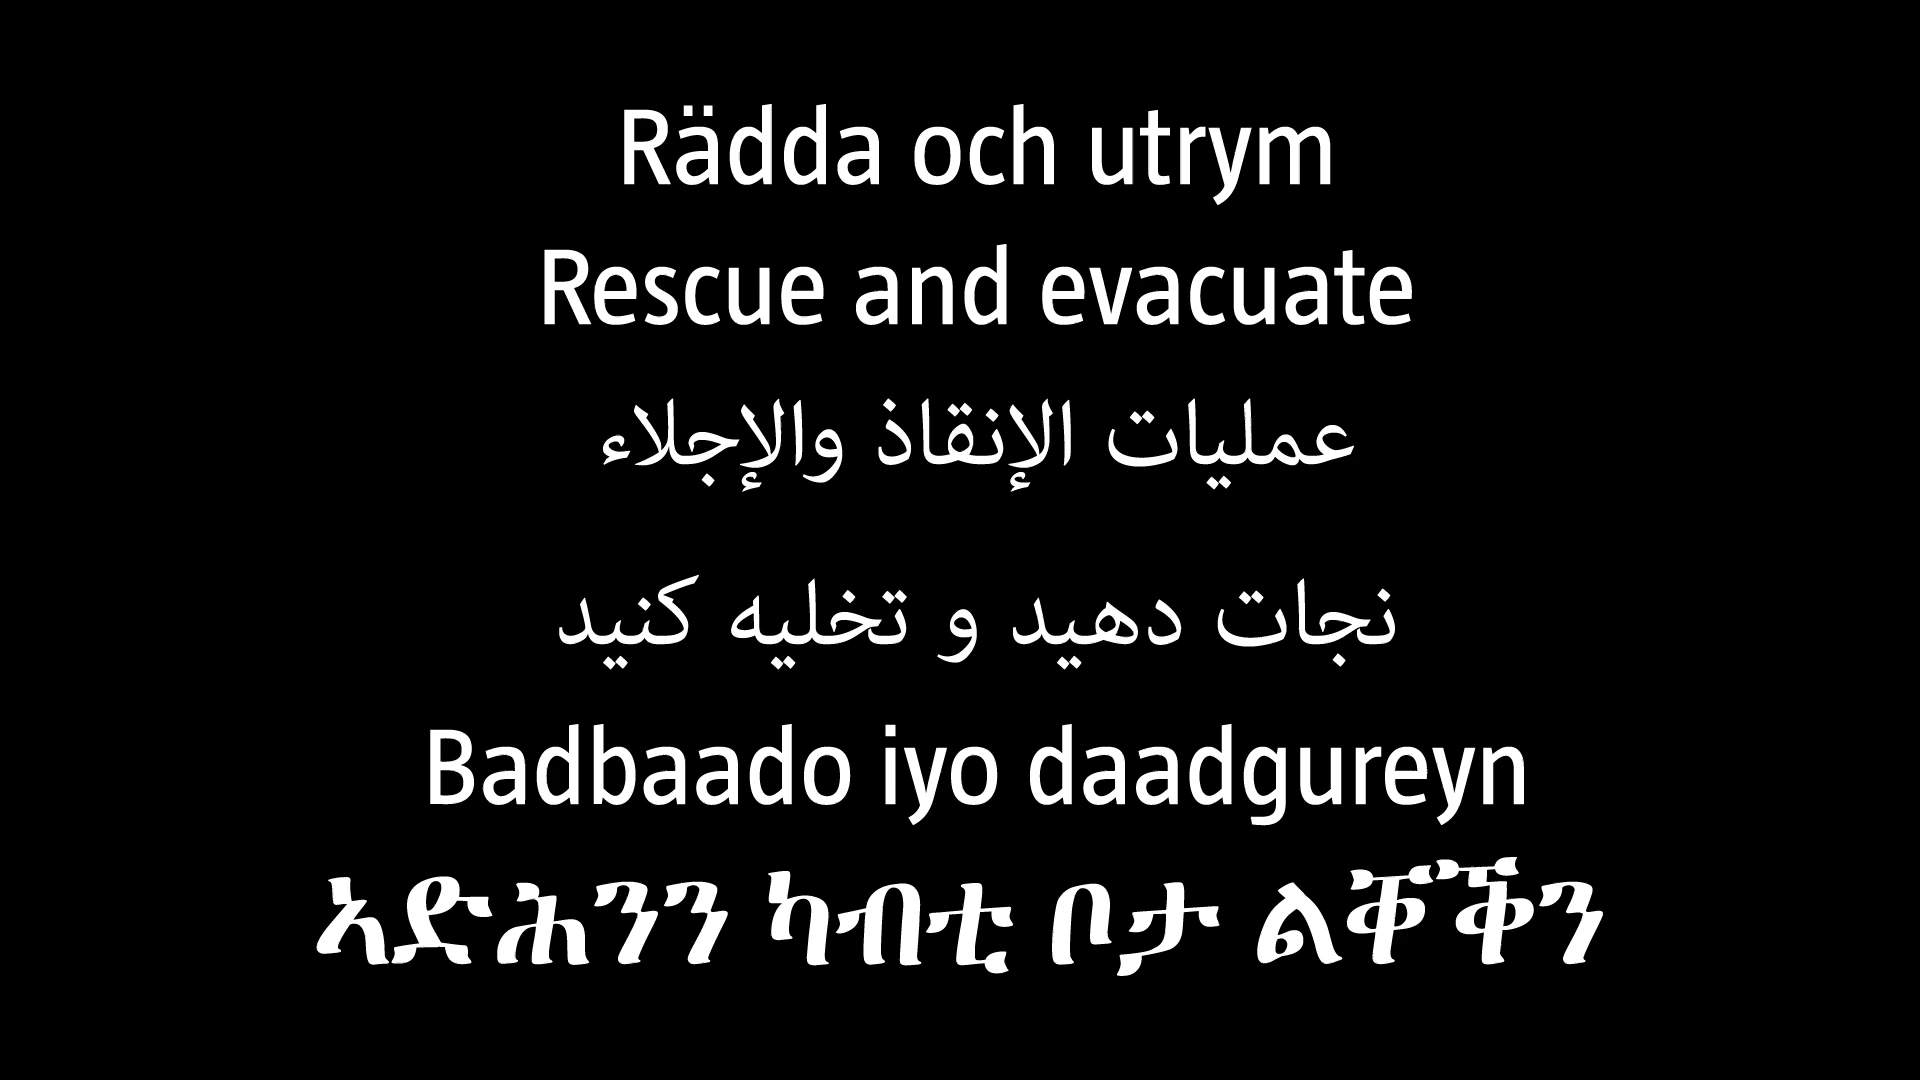 Rädda och utrym
Rescue and evacuate
عمليات الإنقاذ والإجلاء
نجات دهید و تخلیه کنید
Badbaado iyo daadgureyn
ኣድሕንን ካብቲ ቦታ ልቐቕን